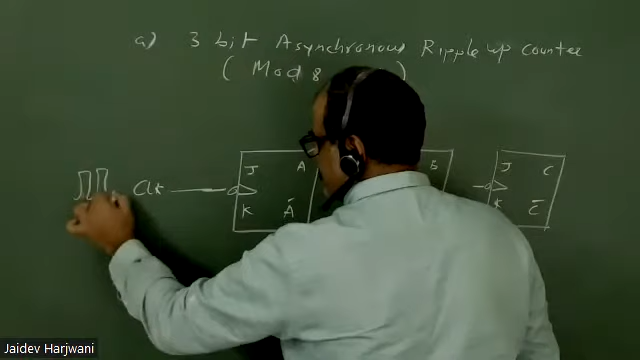 a) 3 bit Asynchronous Ripple up counter
( Mod 8 )
Clk J A B J C
K Ā K C̄
Jaidev Harjwani